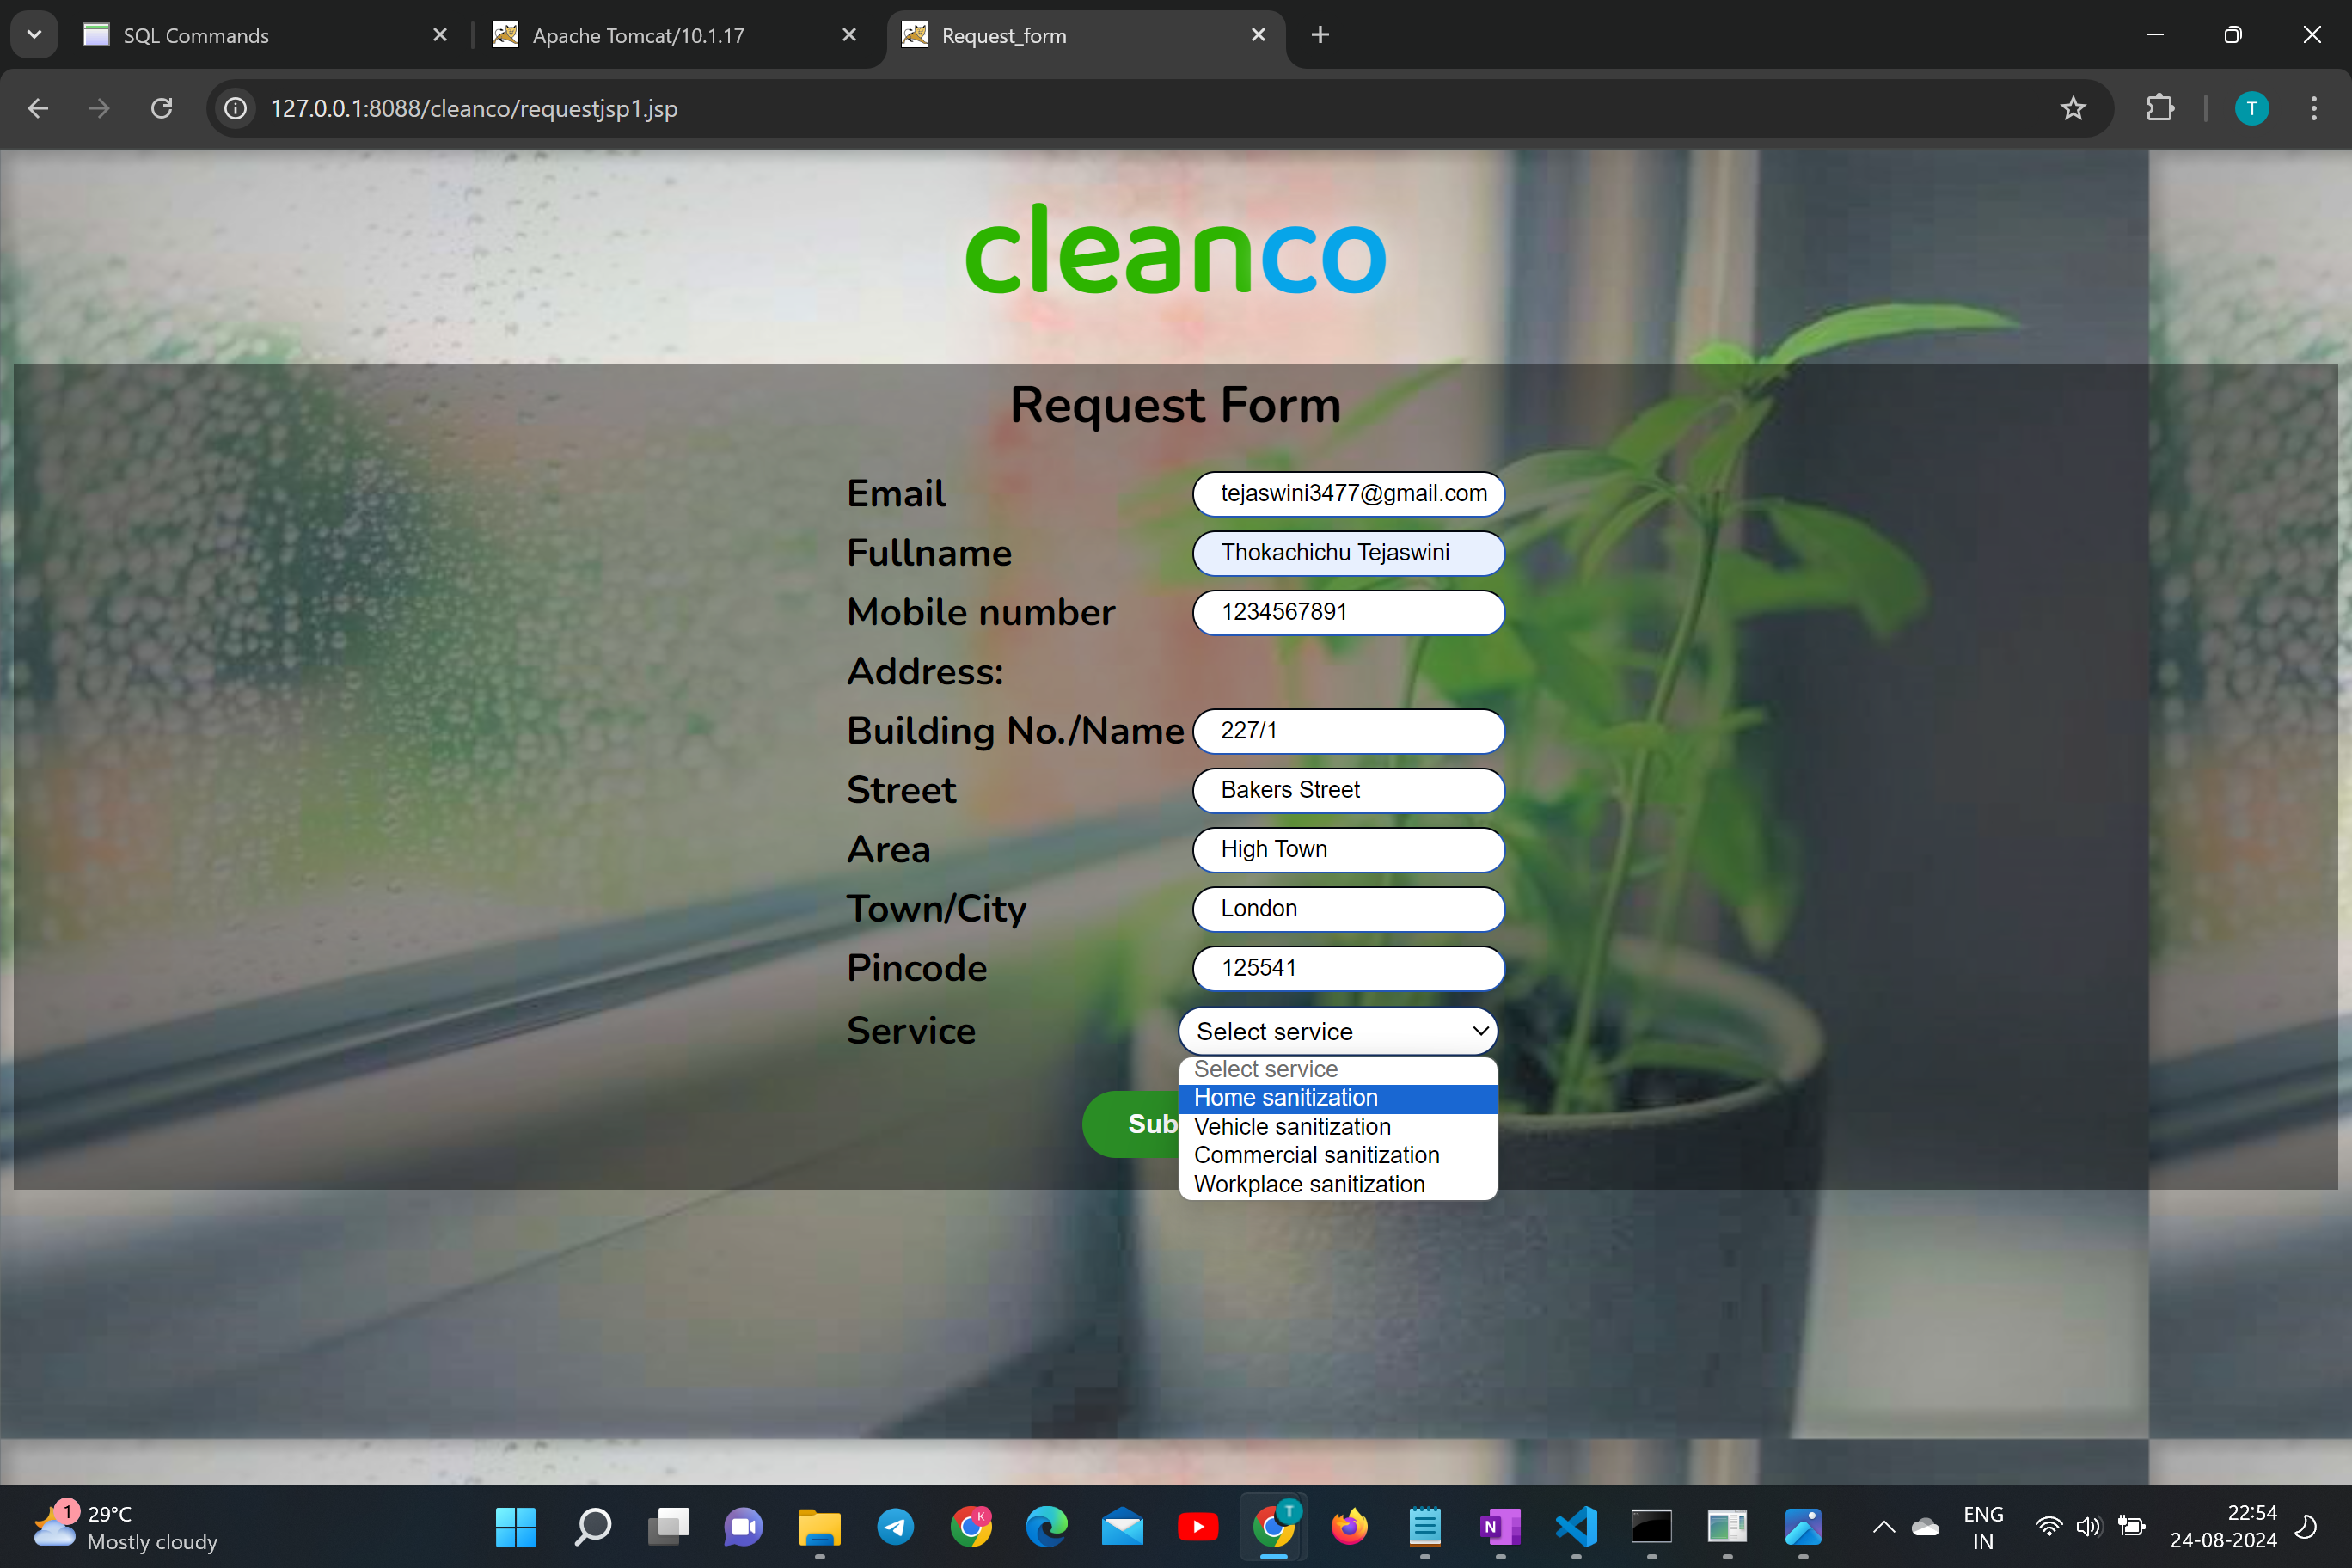 SQL Commands
Apache Tomcat/10.1.17
Request_form
127.0.0.1:8088/cleanco/requestjsp1.jsp
T
cleanco
Request Form
Email tejaswini3477@gmail.com
Fullname Thokachichu Tejaswini
Mobile number 1234567891
Address:
Building No./Name 227/1
Street Bakers Street
Area High Town
Town/City London
Pincode 125541
Service Select service
Select service
Home sanitization
Sub
Vehicle sanitization
Commercial sanitization
Workplace sanitization
1
29°C
Mostly cloudy
K
T
N
ENG
IN
22:54
24-08-2024